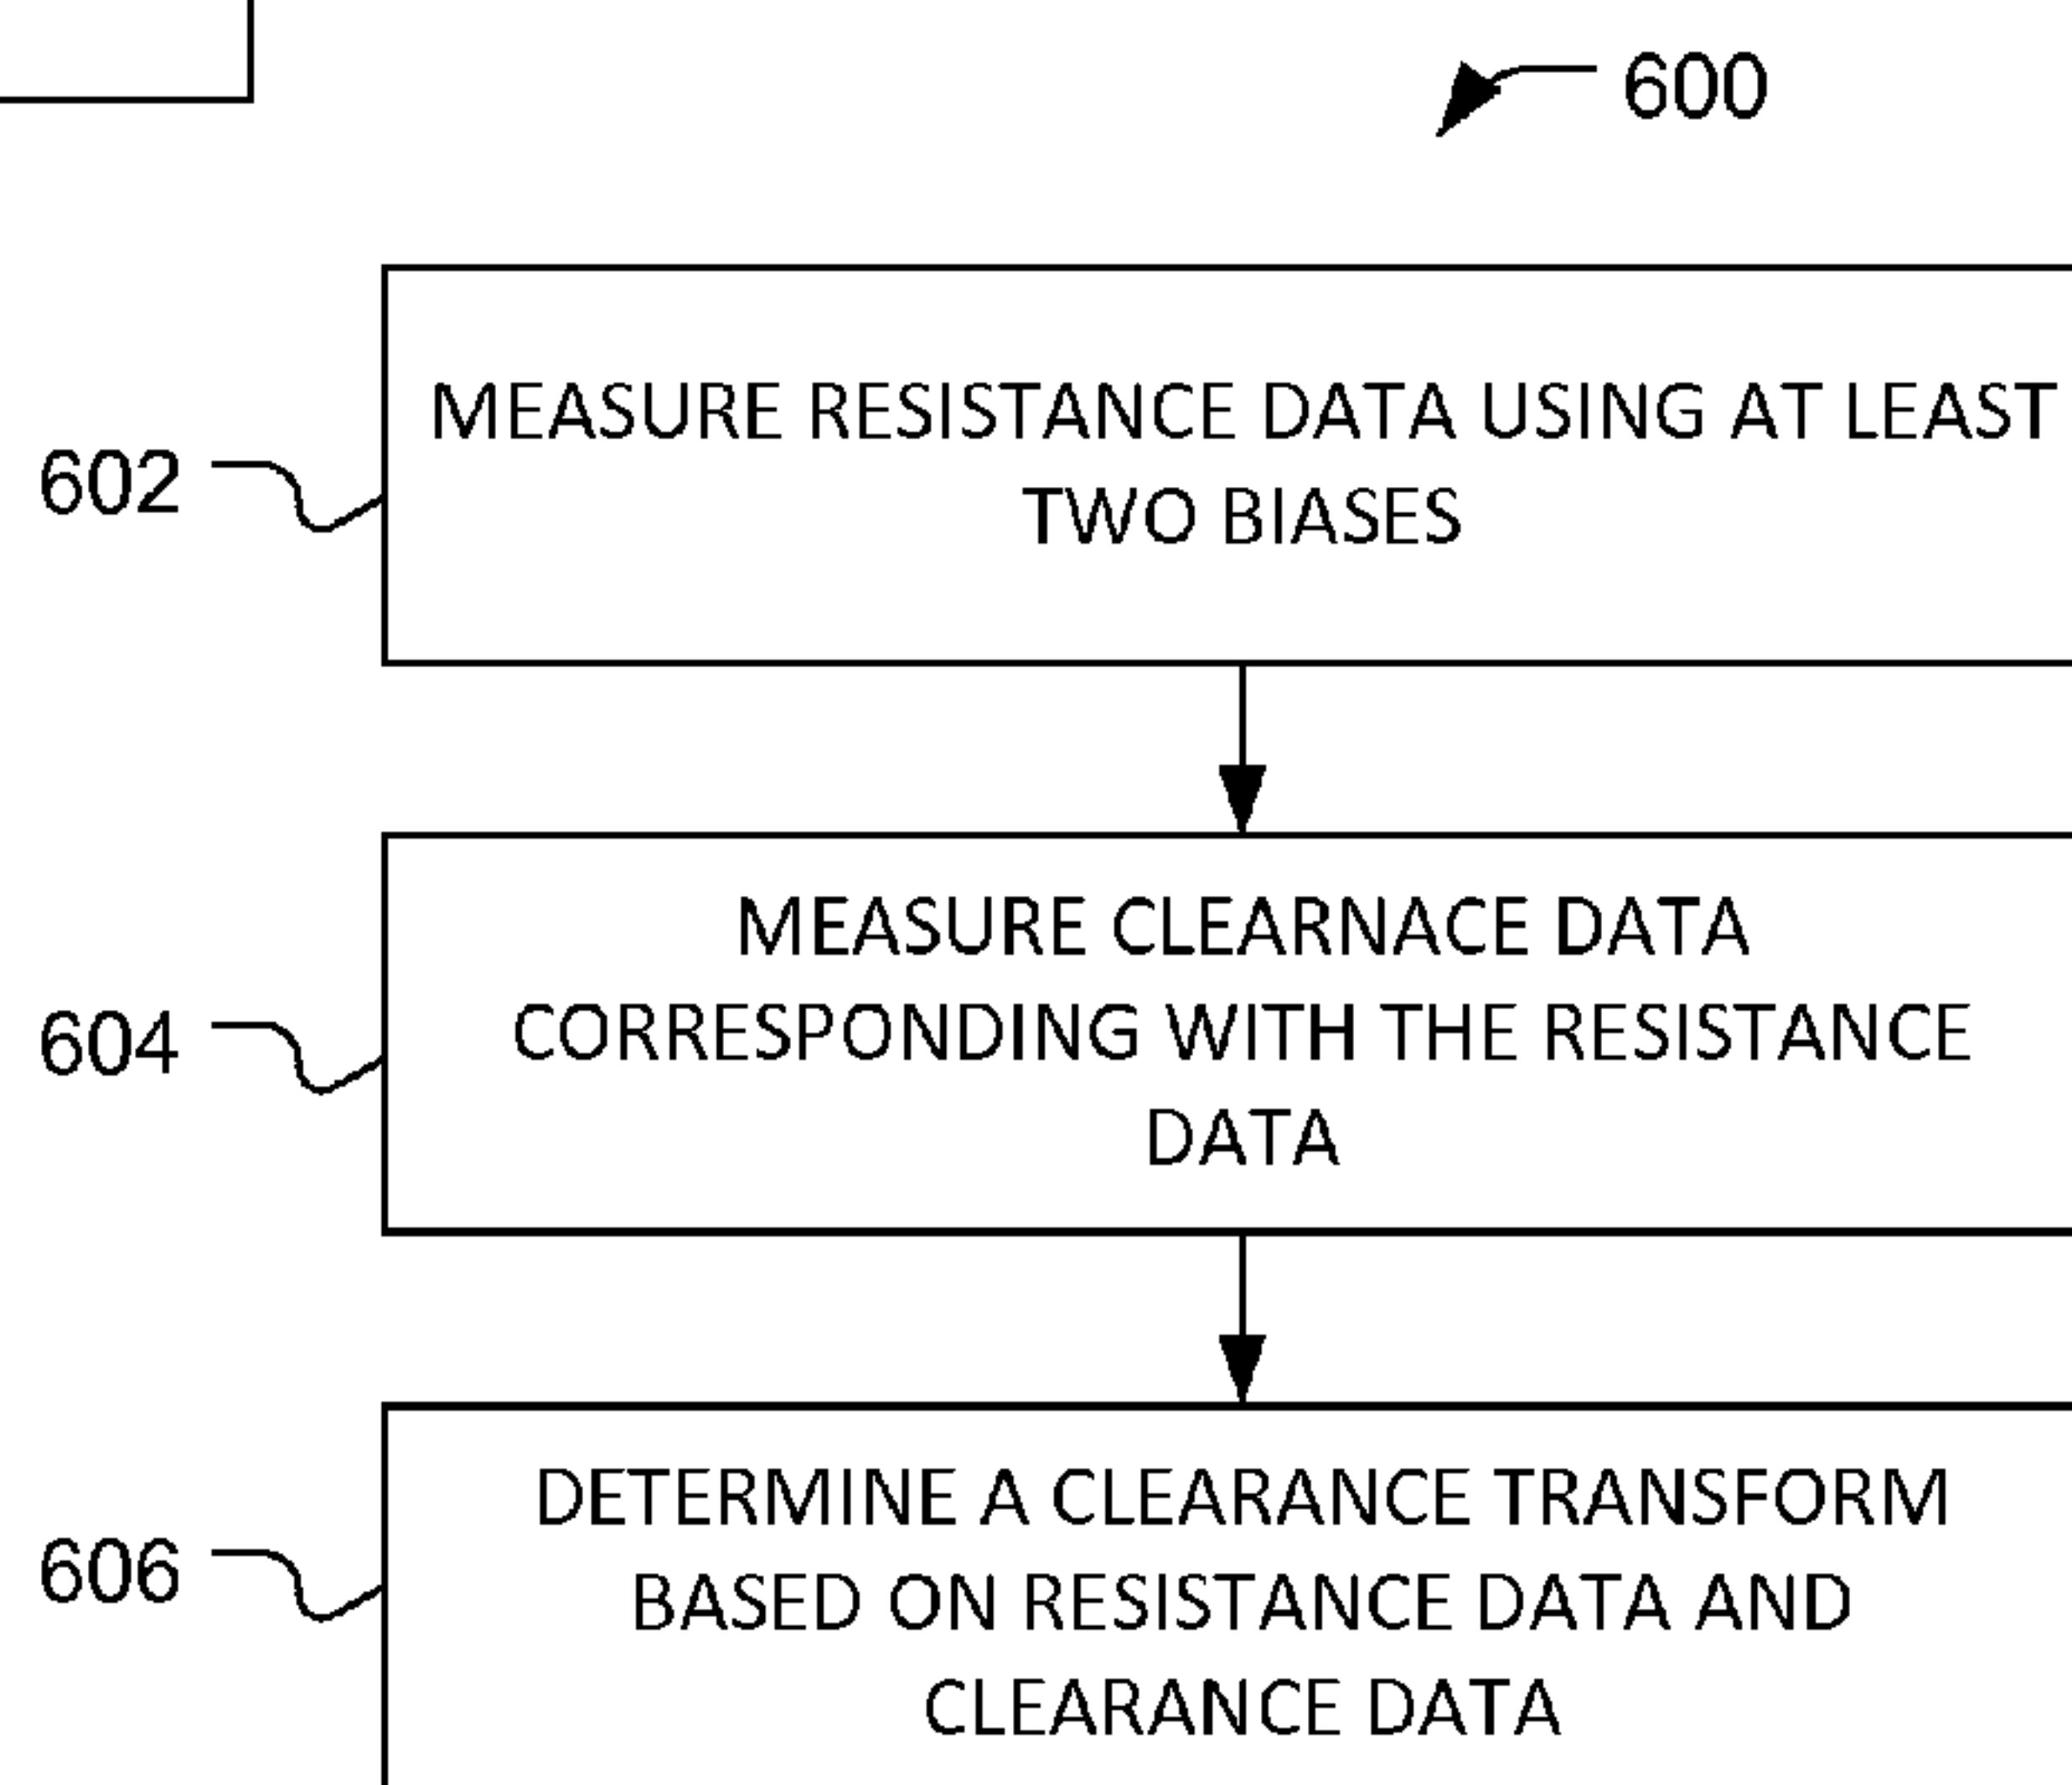 600
MEASURE RESISTANCE DATA USING AT LEAST
TWO BIASES
602
MEASURE CLEARNACE DATA
CORRESPONDING WITH THE RESISTANCE
DATA
604
DETERMINE A CLEARANCE TRANSFORM
BASED ON RESISTANCE DATA AND
CLEARANCE DATA
606